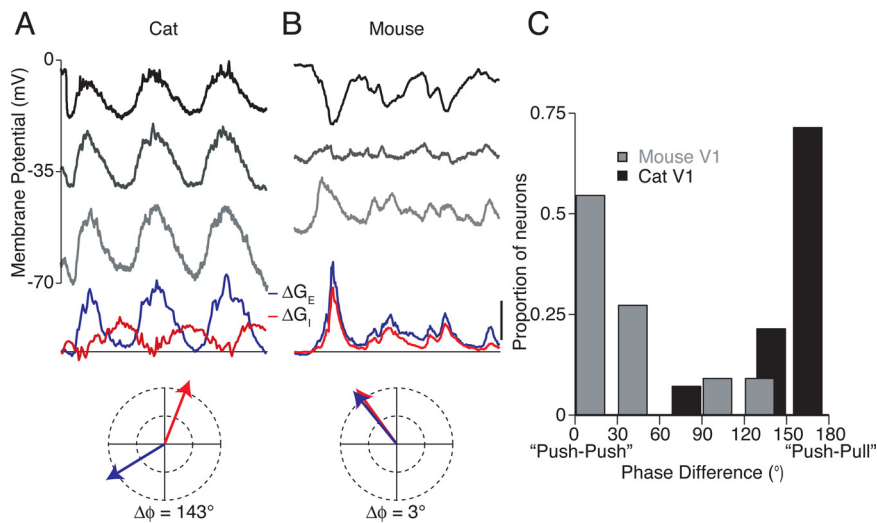 A
Cat
B
Mouse
C
Membrane Potential (mV)
0
-35
-70
ΔG_E
ΔG_I
Δϕ = 143°
Δϕ = 3°
Proportion of neurons
0.75
0.5
0.25
0
Mouse V1
Cat V1
0 30 60 90 120 150 180
“Push-Push” “Push-Pull”
Phase Difference (°)